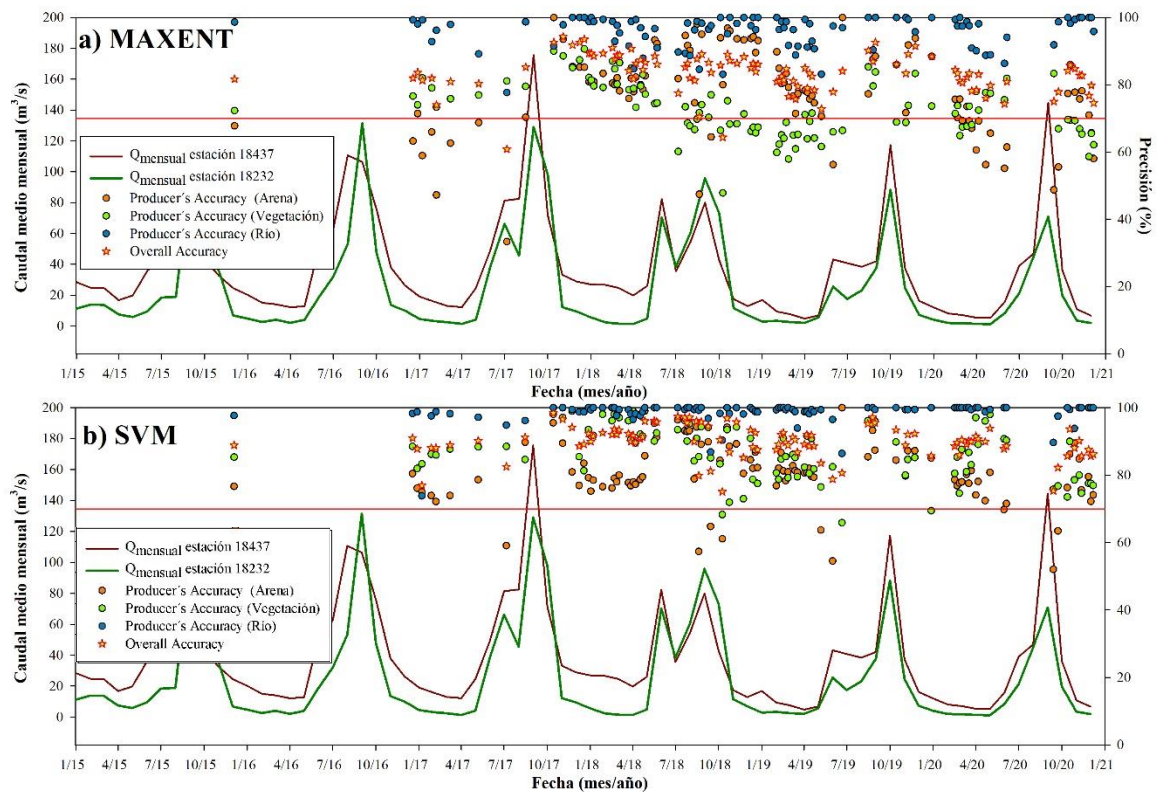 a) MAXENT
Caudal medio mensual (m³/s)
200
180
160
140
120
100
80
60
40
20
0
Q mensual estación 18437
Q mensual estación 18232
Producer´s Accuracy (Arena)
Producer´s Accuracy (Vegetación)
Producer´s Accuracy (Río)
Overall Accuracy
100
80
60
40
20
0
Precisión (%)
1/15 4/15 7/15 10/15 1/16 4/16 7/16 10/16 1/17 4/17 7/17 10/17 1/18 4/18 7/18 10/18 1/19 4/19 7/19 10/19 1/20 4/20 7/20 10/20 1/21
Fecha (mes/año)
b) SVM
Caudal medio mensual (m³/s)
200
180
160
140
120
100
80
60
40
20
0
Q mensual estación 18437
Q mensual estación 18232
Producer´s Accuracy (Arena)
Producer´s Accuracy (Vegetación)
Producer´s Accuracy (Río)
Overall Accuracy
100
80
60
40
20
0
1/15 4/15 7/15 10/15 1/16 4/16 7/16 10/16 1/17 4/17 7/17 10/17 1/18 4/18 7/18 10/18 1/19 4/19 7/19 10/19 1/20 4/20 7/20 10/20 1/21
Fecha (mes/año)